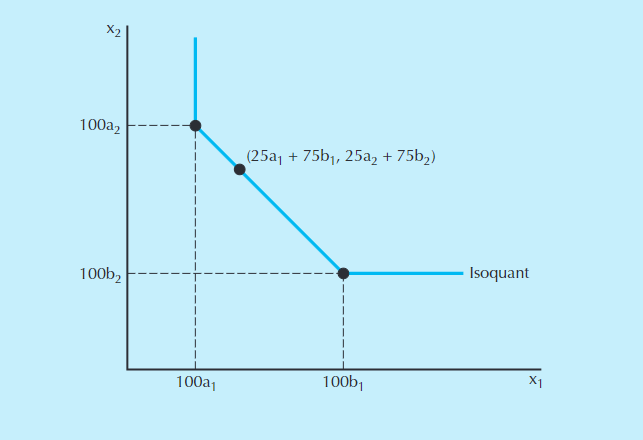 x₂
100a₂
(25a₁ + 75b₁, 25a₂ + 75b₂)
100b₂
Isoquant
100a₁
100b₁
x₁